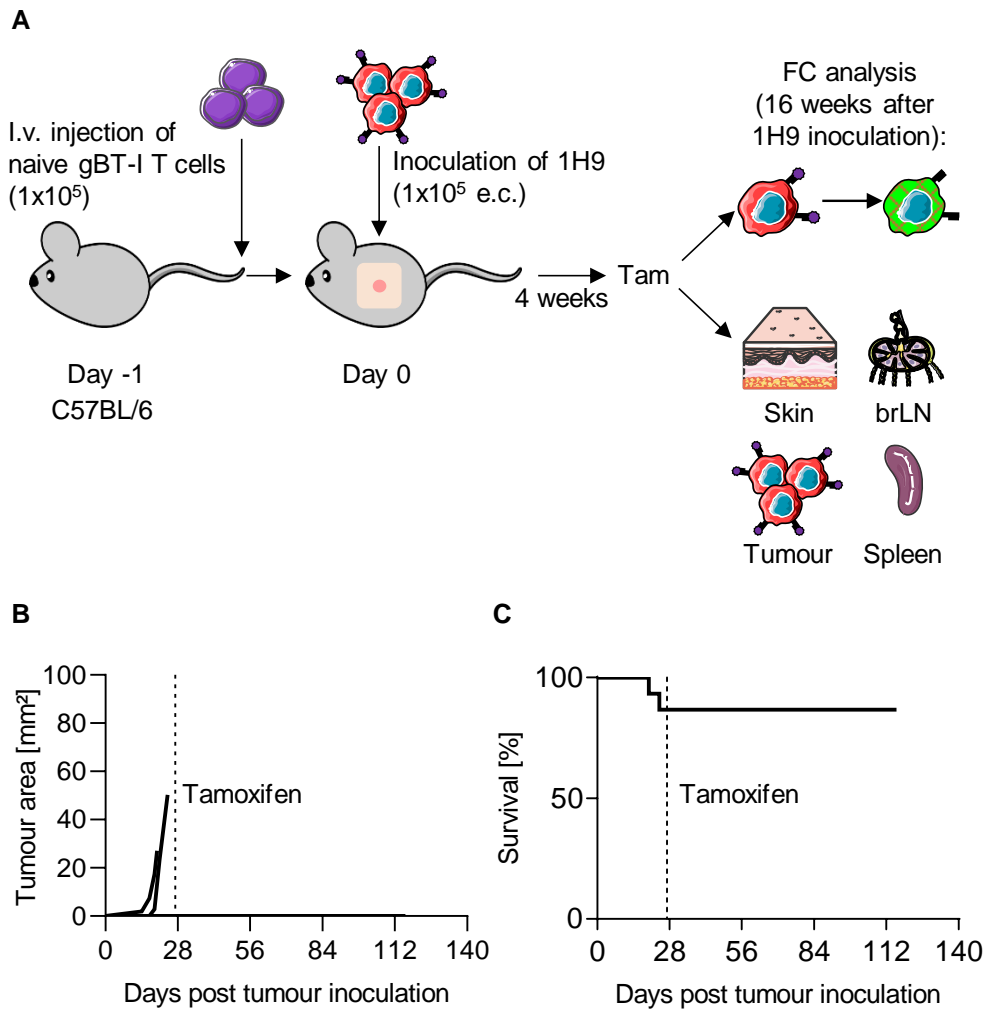 A
I.v. injection of
naive gBT-I T cells
(1x10⁵)
Inoculation of 1H9
(1x10⁵ e.c.)
FC analysis
(16 weeks after
1H9 inoculation):
4 weeks
Tam
Day -1
C57BL/6
Day 0
Skin
brLN
Tumour
Spleen
B
Tumour area [mm²]
100
80
60
40
20
0
Tamoxifen
0 28 56 84 112 140
Days post tumour inoculation
C
Survival [%]
100
50
0
Tamoxifen
0 28 56 84 112 140
Days post tumour inoculation